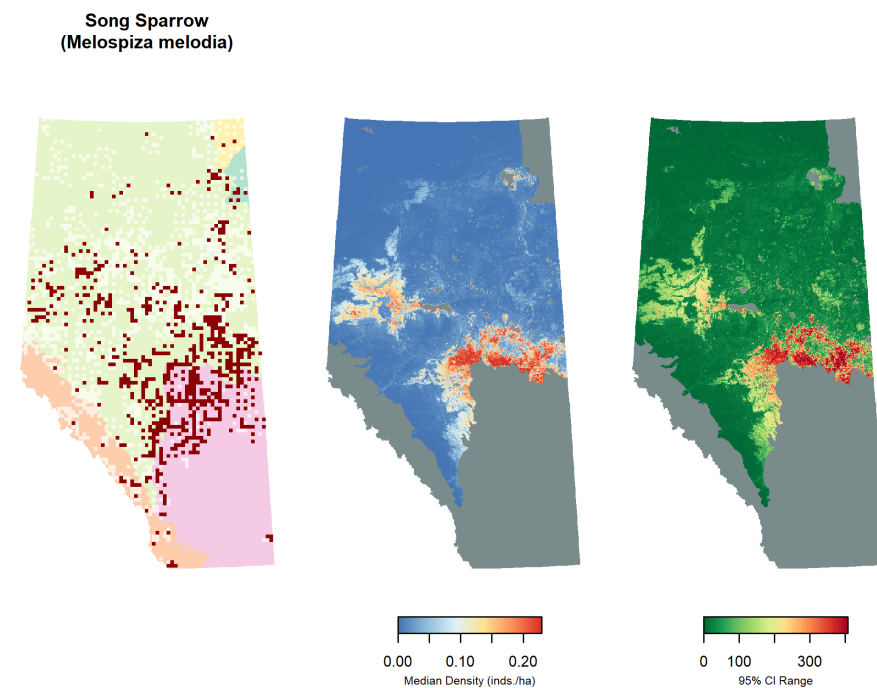 Song Sparrow
(Melospiza melodia)
0.00 0.10 0.20
Median Density (inds./ha)
0 100 300
95% CI Range